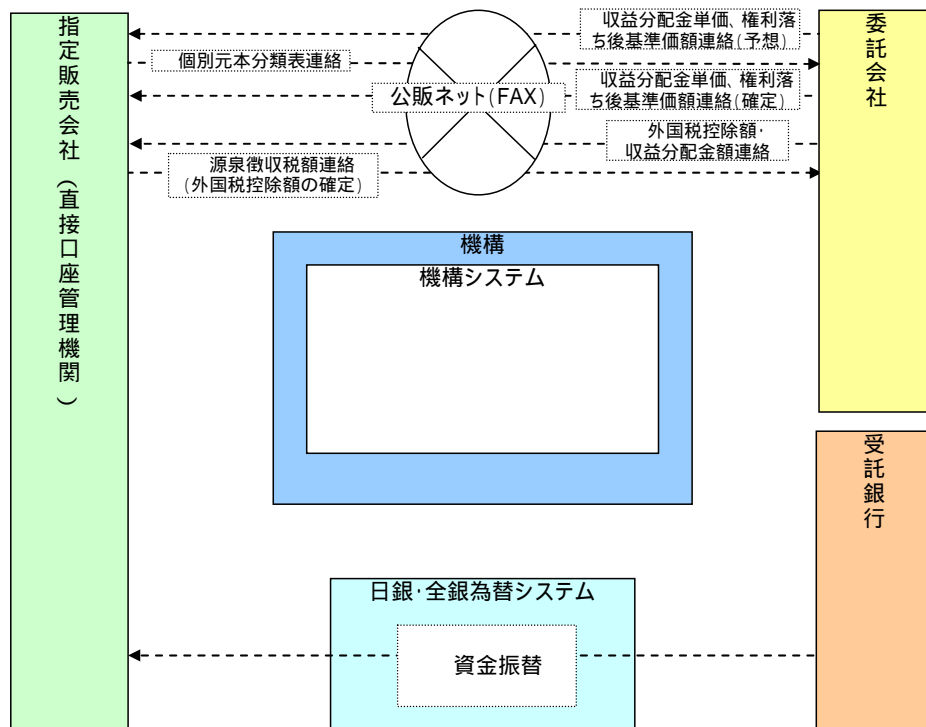 指定販売会社(直接口座管理機関)
収益分配金単価、権利落
ち後基準価額連絡(予想)
個別元本分類表連絡
公販ネット(FAX)
収益分配金単価、権利落
ち後基準価額連絡(確定)
外国税控除額・
収益分配金額連絡
源泉徴収税額連絡
(外国税控除額の確定)
委託会社
機構
機構システム
受託銀行
日銀・全銀為替システム
資金振替